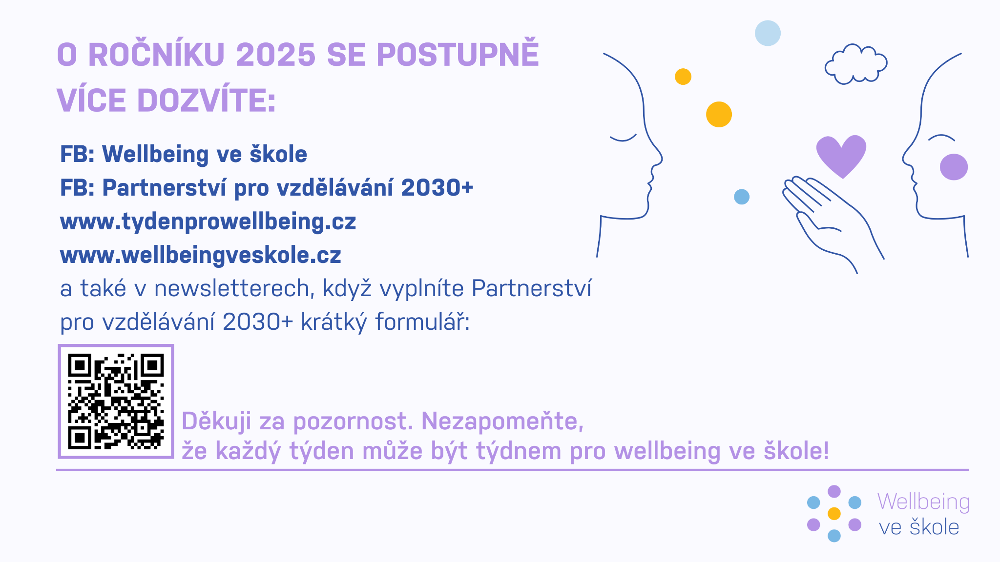 O ROČNÍKU 2025 SE POSTUPNĚ
VÍCE DOZVÍTE:
FB: Wellbeing ve škole
FB: Partnerství pro vzdělávání 2030+
www.tydenprowellbeing.cz
www.wellbeingveskole.cz
a také v newsletterech, když vyplníte Partnerství
pro vzdělávání 2030+ krátký formulář:
Děkuji za pozornost. Nezapomeňte,
že každý týden může být týdnem pro wellbeing ve škole!
Wellbeing
ve škole